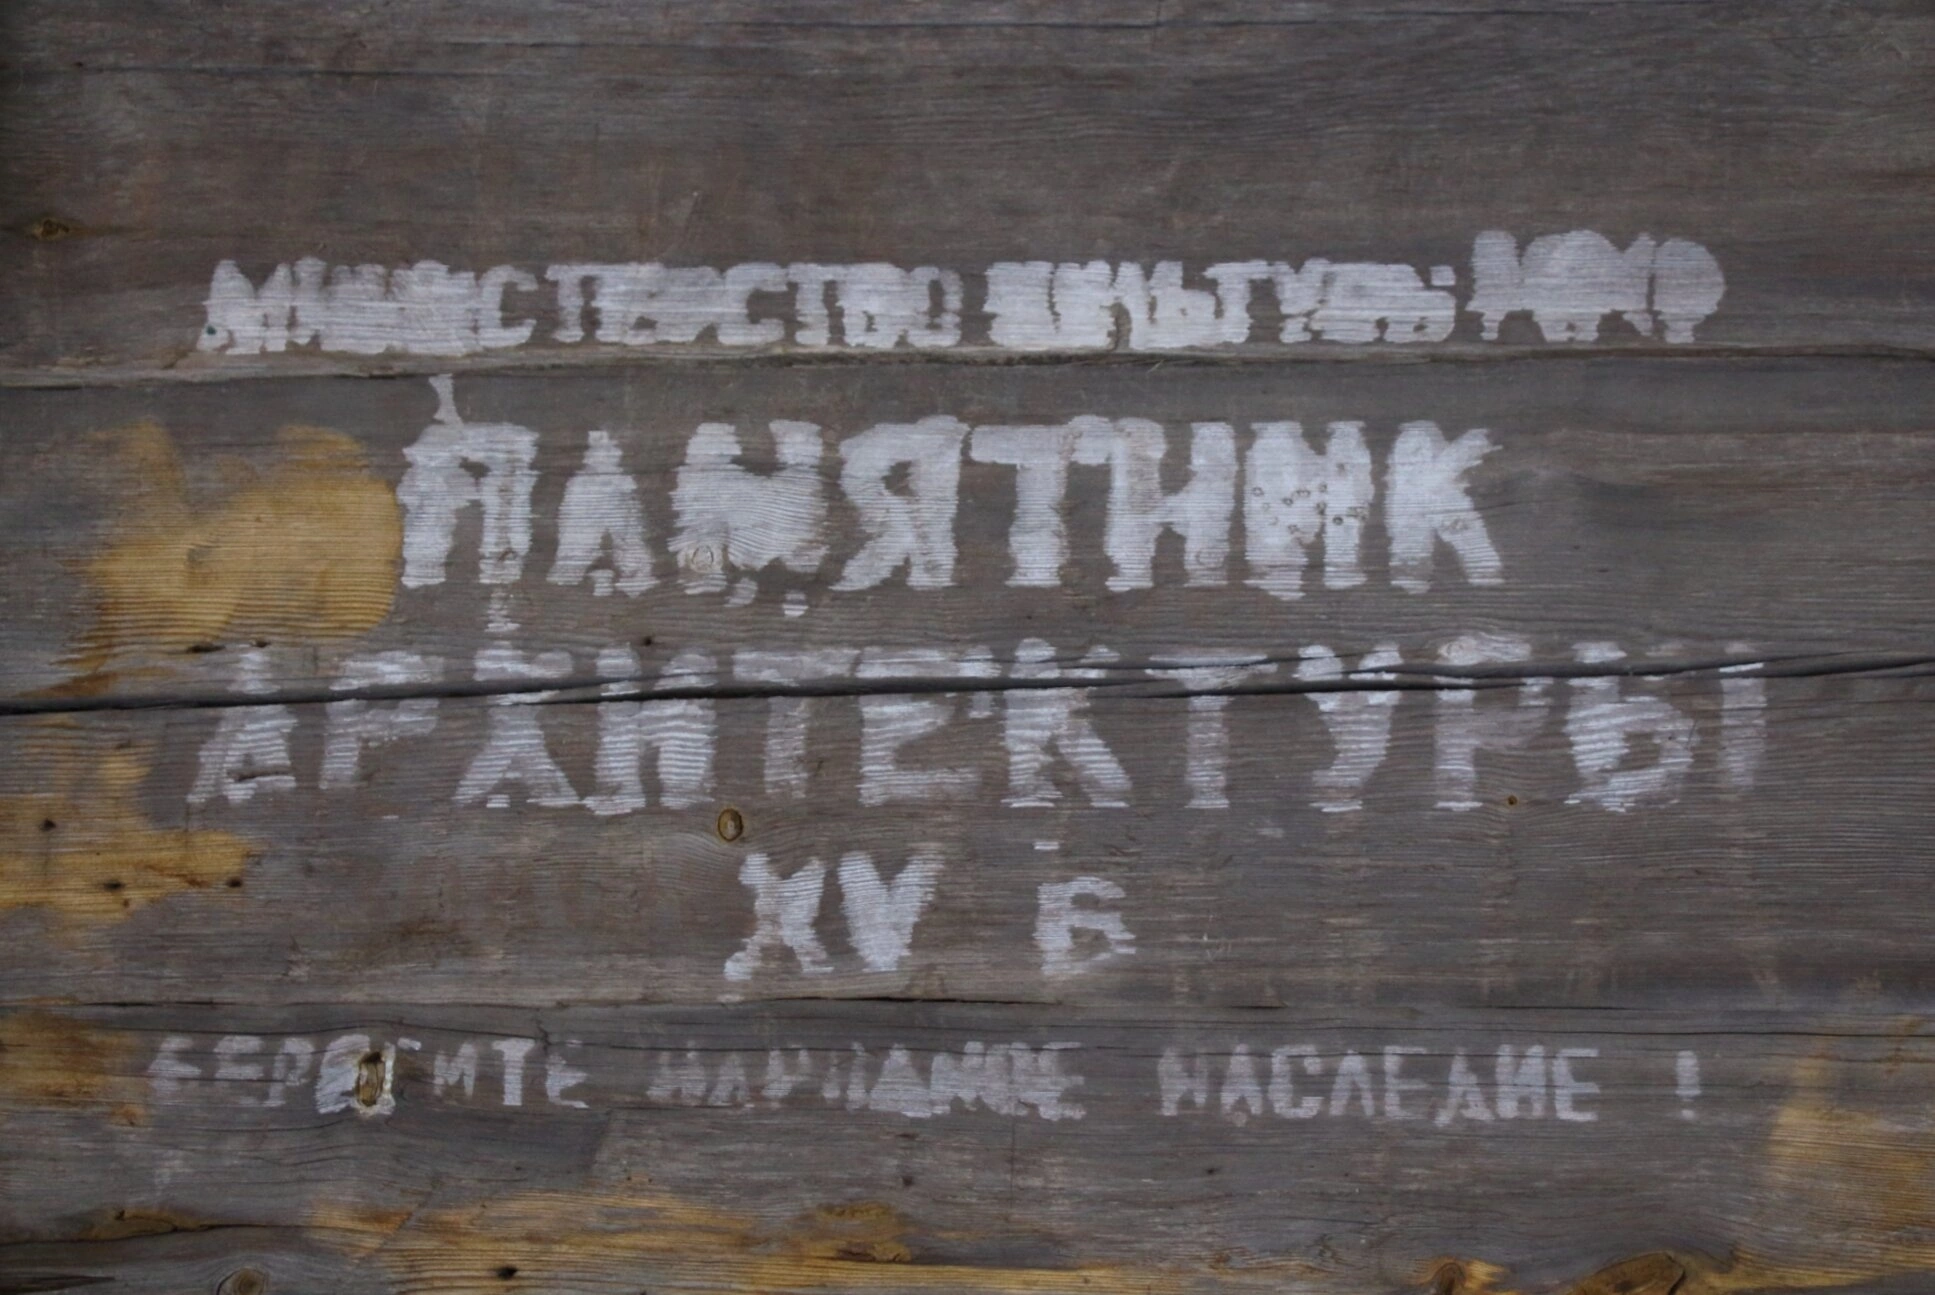 МИНИСТЕРСТВО КУЛЬТУРЫ
ПАМЯТНИК
АРХИТЕКТУРЫ
XV В
БЕРЕГИТЕ НАРОДНОЕ НАСЛЕДИЕ !